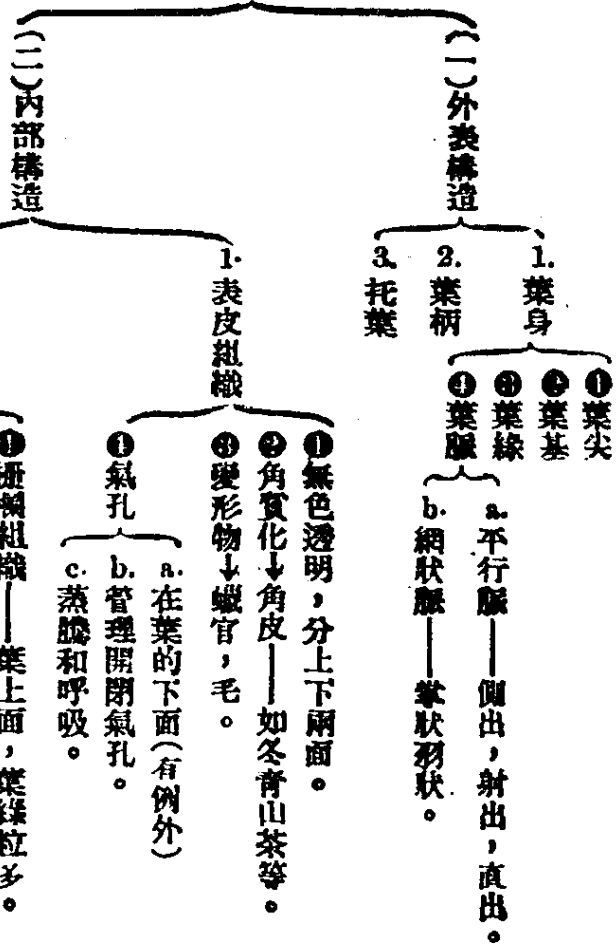 (一)外表構造
1.葉身
❶葉尖
❷葉基
❸葉緣
❹葉脈
a.平行脈——側出,射出,直出。
b.網狀脈——掌狀羽狀。
2.葉柄
3.托葉
(二)內部構造
1.表皮組織
❶無色透明,分上下兩面。
❷角質化→角皮——如冬青山茶等。
❸變形物→蠟官,毛。
❹氣孔
a.在葉的下面(有例外)
b.管理開閉氣孔。
c.蒸騰和呼吸。
❶柵欄組織——葉上面,葉綠粒多。